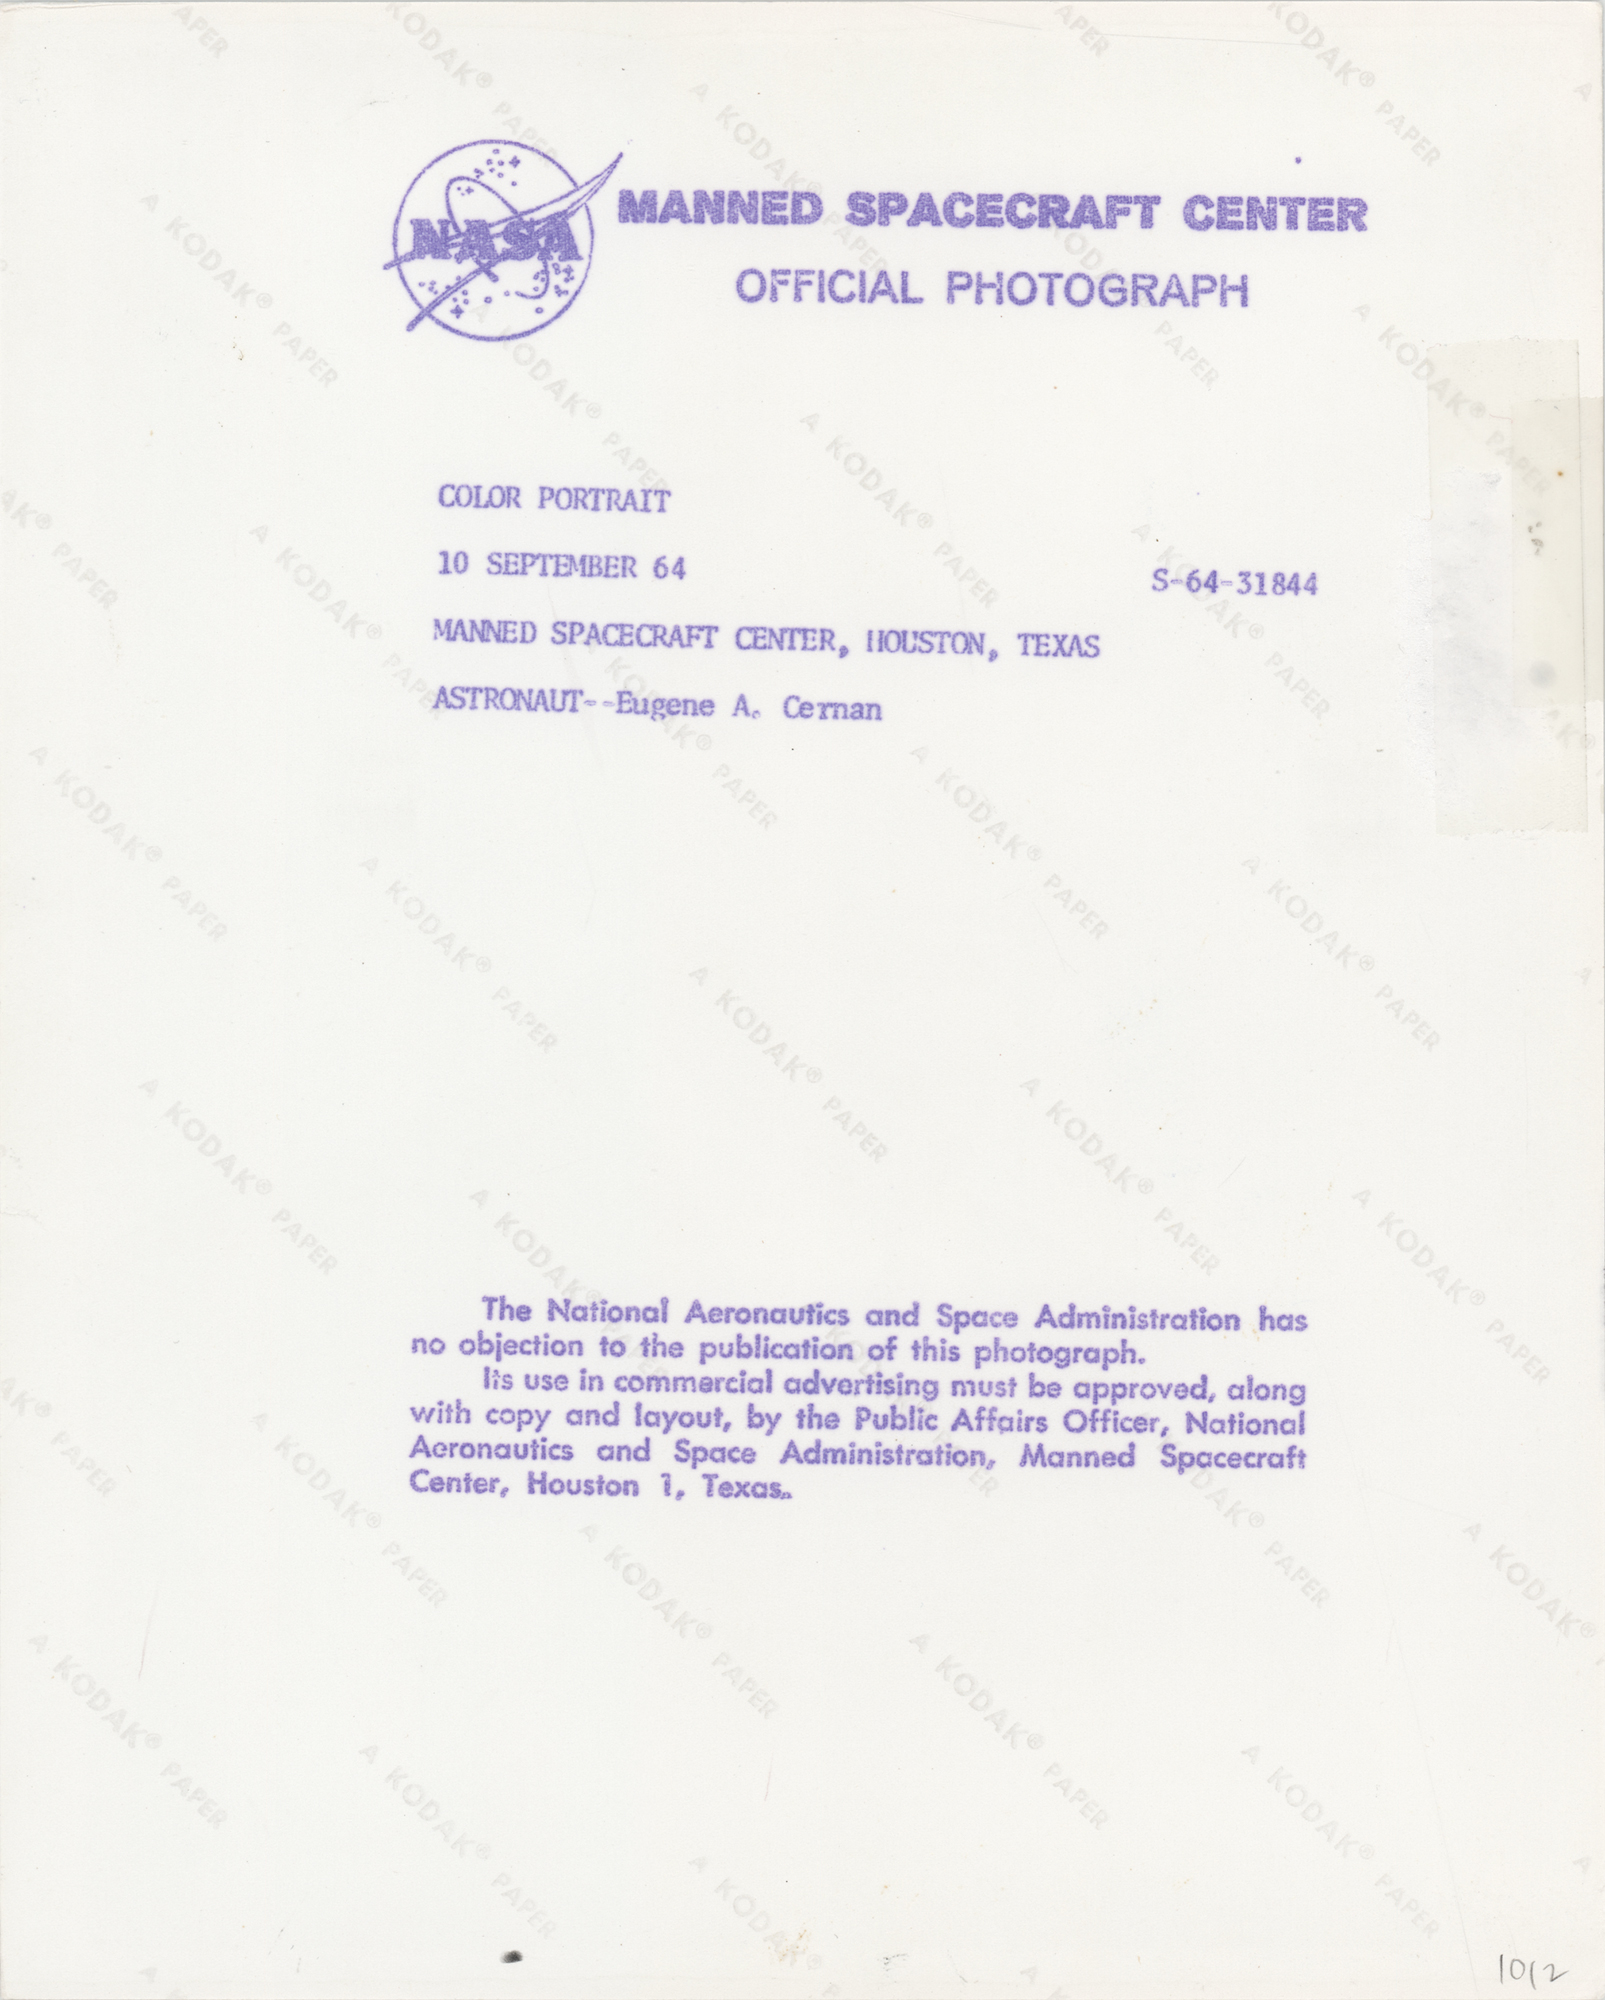 NASA MANNED SPACECRAFT CENTER
OFFICIAL PHOTOGRAPH
COLOR PORTRAIT
10 SEPTEMBER 64
S-64-31844
MANNED SPACECRAFT CENTER, HOUSTON, TEXAS
ASTRONAUT--Eugene A. Cernan
The National Aeronautics and Space Administration has
no objection to the publication of this photograph.
Its use in commercial advertising must be approved, along
with copy and layout, by the Public Affairs Officer, National
Aeronautics and Space Administration, Manned Spacecraft
Center, Houston 1, Texas.
A KODAK® PAPER